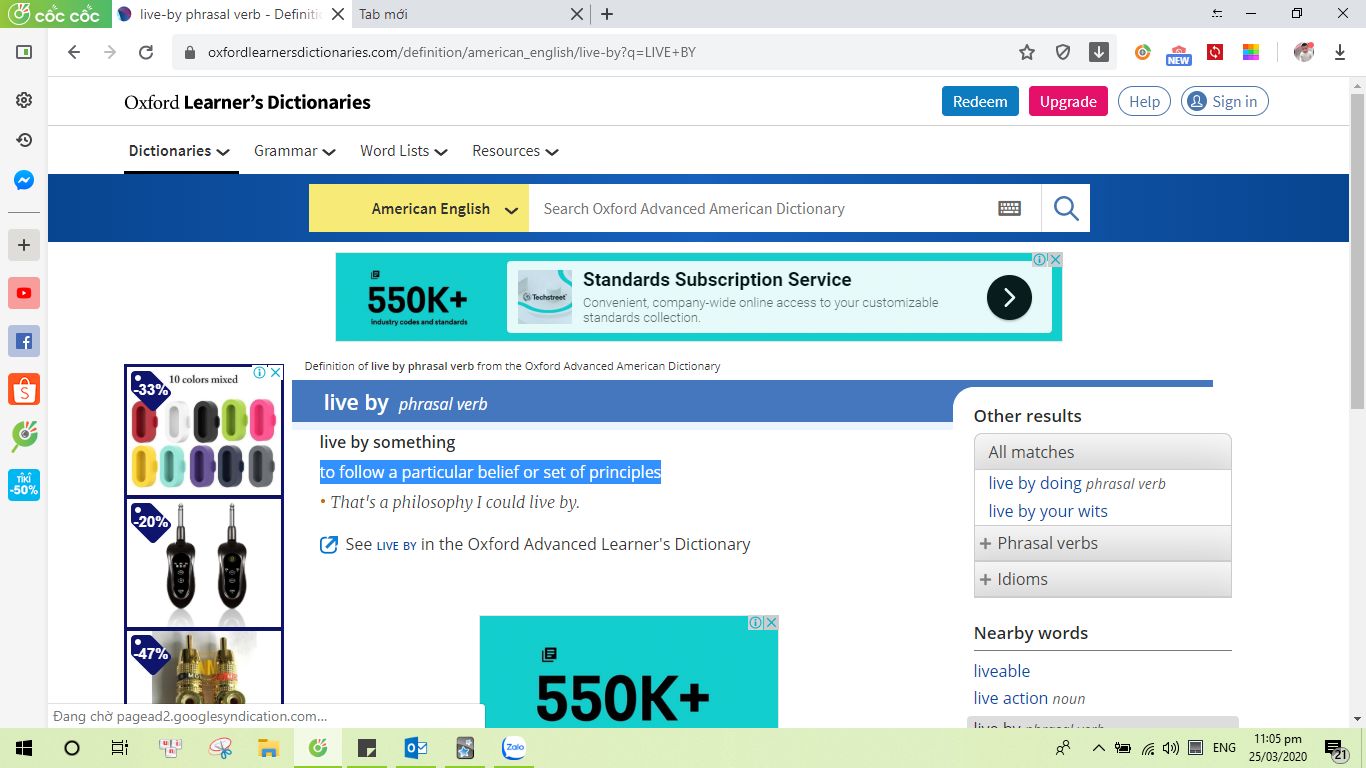 cốc cốc
live-by phrasal verb - Definitio
Tab mới
oxfordlearnersdictionaries.com/definition/american_english/live-by?q=LIVE+BY
NEW
Oxford Learner's Dictionaries
Redeem
Upgrade
Help
Sign in
Dictionaries
Grammar
Word Lists
Resources
American English
Search Oxford Advanced American Dictionary
550K+
industry codes and standards
Techstreet
Standards Subscription Service
Convenient, company-wide online access to your customizable
standards collection.
Definition of live by phrasal verb from the Oxford Advanced American Dictionary
-33%
10 colors mixed
-20%
-47%
TIKI
-50%
live by phrasal verb
live by something
to follow a particular belief or set of principles
• That's a philosophy I could live by.
See LIVE BY in the Oxford Advanced Learner's Dictionary
550K+
Other results
All matches
live by doing phrasal verb
live by your wits
+ Phrasal verbs
+ Idioms
Nearby words
liveable
live action noun
live by phrasal verb
Đang chờ pagead2.googlesyndication.com...
Zalo
ENG
11:05 pm
25/03/2020
21